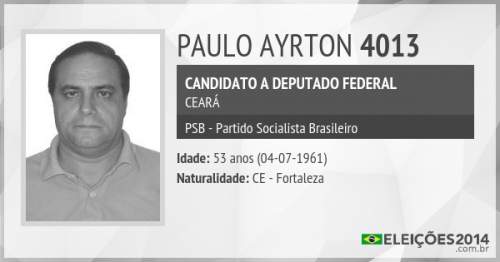 PAULO AYRTON 4013
CANDIDATO A DEPUTADO FEDERAL
CEARÁ
PSB - Partido Socialista Brasileiro
Idade: 53 anos (04-07-1961)
Naturalidade: CE - Fortaleza
ELEIÇÕES2014
.com.br